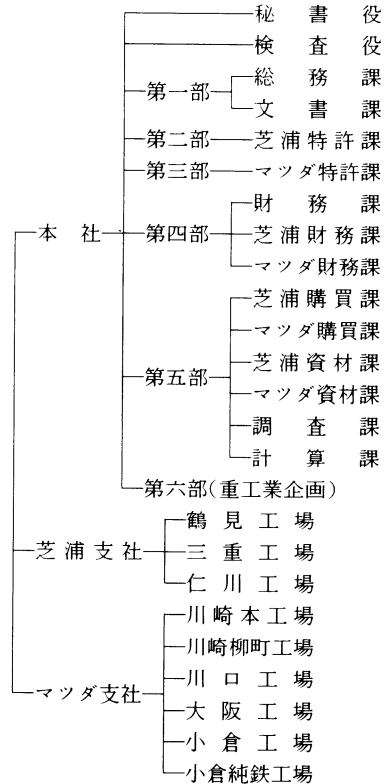 秘書役
検査役
総務課
第一部
文書課
第二部 芝浦特許課
第三部 マツダ特許課
財務課
本社 第四部 芝浦財務課
マツダ財務課
芝浦購買課
マツダ購買課
芝浦資材課
第五部
マツダ資材課
調査課
計算課
第六部(重工業企画)
鶴見工場
芝浦支社 三重工場
仁川工場
川崎本工場
川崎柳町工場
川口工場
マツダ支社
大阪工場
小倉工場
小倉純鉄工場